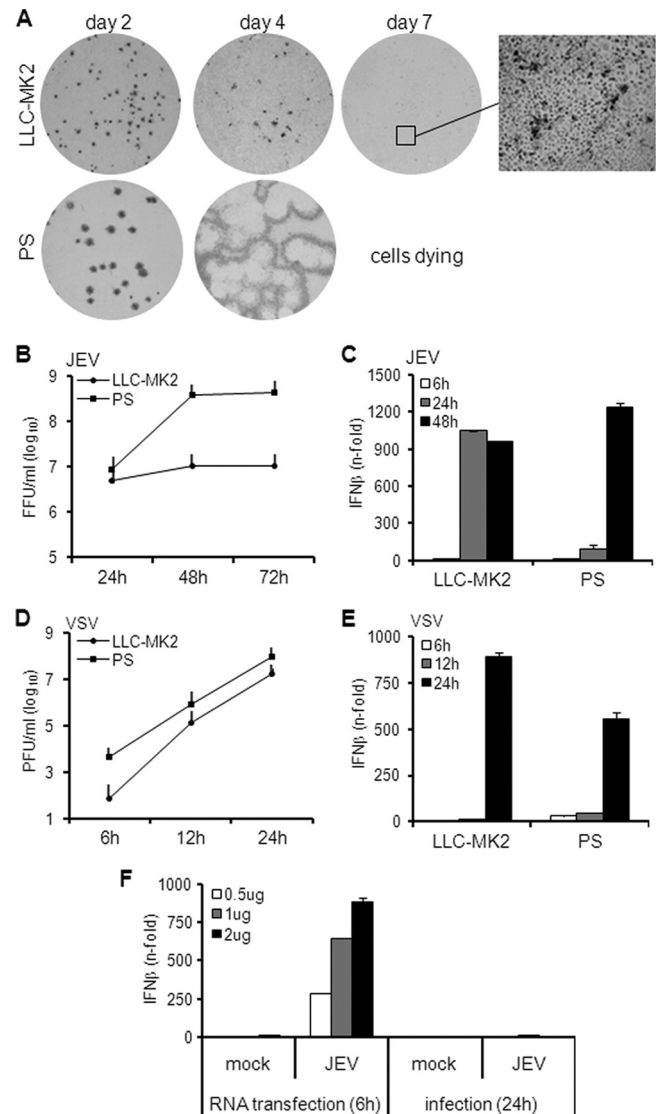 A
day 2
day 4
day 7
LLC-MK2
PS
cells dying
B
JEV
LLC-MK2
PS
FFU/ml (log10)
9
8
7
6
5
24h
48h
72h
C
JEV
6h
24h
48h
IFNβ (n-fold)
1500
1200
900
600
300
0
LLC-MK2
PS
D
VSV
LLC-MK2
PS
PFU/ml (log10)
9
7
5
3
1
6h
12h
24h
E
VSV
6h
12h
24h
IFNβ (n-fold)
1000
750
500
250
0
LLC-MK2
PS
F
0.5ug
1ug
2ug
IFNβ (n-fold)
1000
750
500
250
0
mock
JEV
mock
JEV
RNA transfection (6h)
infection (24h)